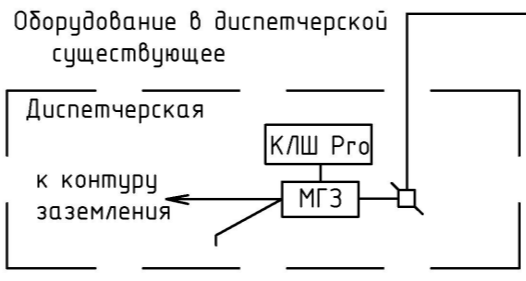 Оборудование в диспетчерской
существующее
Диспетчерская
КЛШ Pro
к контуру
заземления
МГЗ